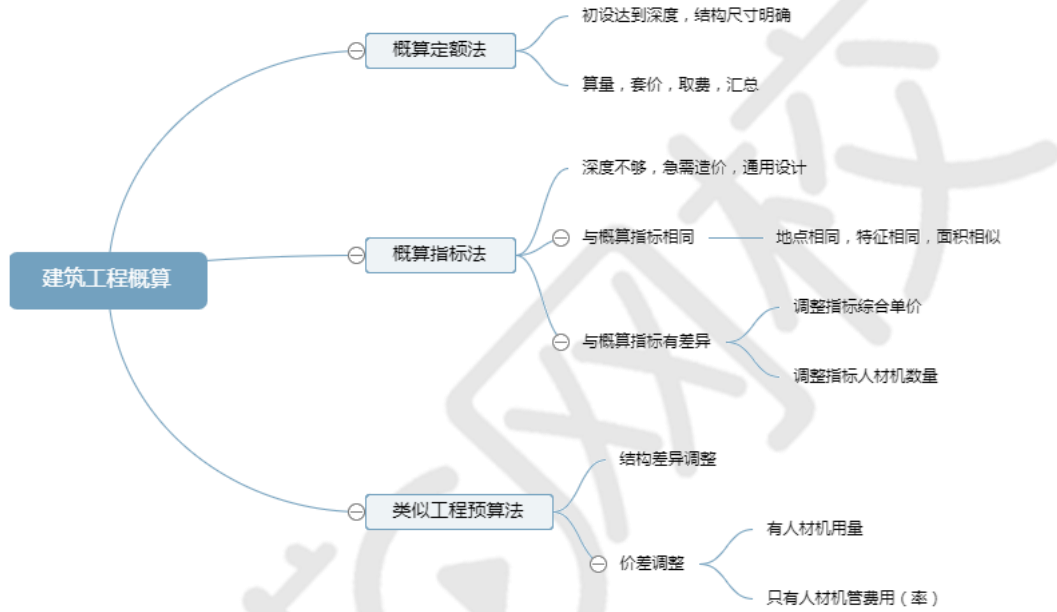 建筑工程概算
概算定额法
初设达到深度，结构尺寸明确
算量，套价，取费，汇总
概算指标法
深度不够，急需造价，通用设计
与概算指标相同
地点相同，特征相同，面积相似
与概算指标有差异
调整指标综合单价
调整指标人材机数量
类似工程预算法
结构差异调整
价差调整
有人材机用量
只有人材机管费用（率）
网校